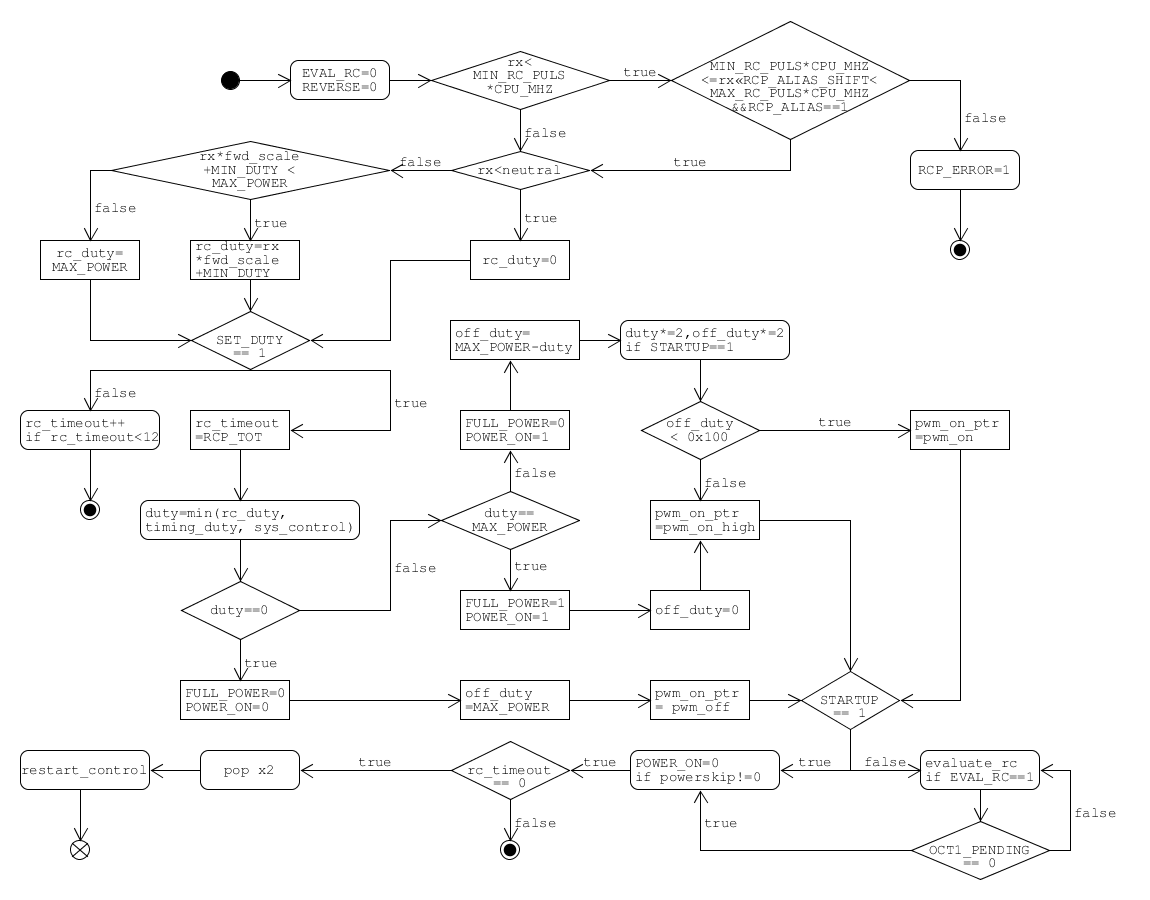 EVAL_RC=0
REVERSE=0
rx<
MIN_RC_PULS
*CPU_MHZ
true
MIN_RC_PULS*CPU_MHZ
<=rx«RCP_ALIAS_SHIFT<
MAX_RC_PULS*CPU_MHZ
&&RCP_ALIAS==1
false
false
RCP_ERROR=1
rx*fwd_scale
+MIN_DUTY <
MAX_POWER
false
rx<neutral
true
false
true
true
rc_duty=
MAX_POWER
rc_duty=rx
*fwd_scale
+MIN_DUTY
rc_duty=0
SET_DUTY
== 1
off_duty=
MAX_POWER-duty
duty*=2,off_duty*=2
if STARTUP==1
false
true
rc_timeout++
if rc_timeout<12
rc_timeout
=RCP_TOT
FULL_POWER=0
POWER_ON=1
off_duty
< 0x100
true
pwm_on_ptr
=pwm_on
false
false
duty=min(rc_duty,
timing_duty, sys_control)
duty==
MAX_POWER
pwm_on_ptr
=pwm_on_high
false
true
duty==0
FULL_POWER=1
POWER_ON=1
off_duty=0
true
FULL_POWER=0
POWER_ON=0
off_duty
=MAX_POWER
pwm_on_ptr
= pwm_off
STARTUP
== 1
restart_control
pop x2
true
rc_timeout
== 0
true
POWER_ON=0
if powerskip!=0
true
false
evaluate_rc
if EVAL_RC==1
false
false
true
OCT1_PENDING
== 0